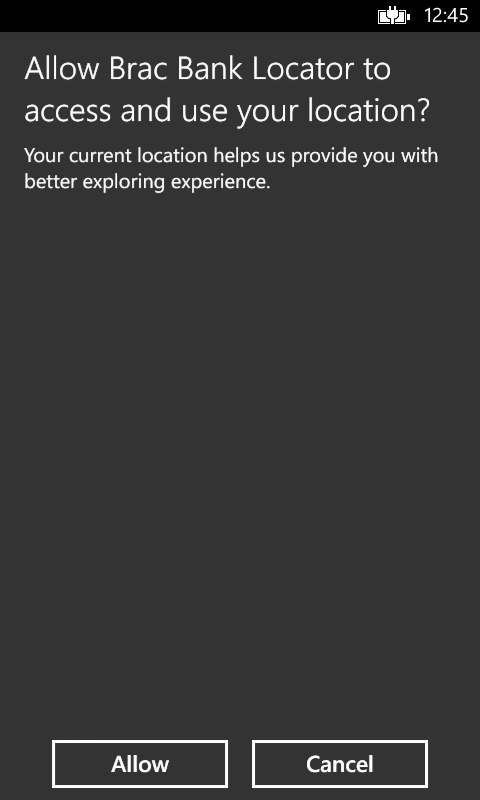 12:45
Allow Brac Bank Locator to
access and use your location?
Your current location helps us provide you with
better exploring experience.
Allow Cancel